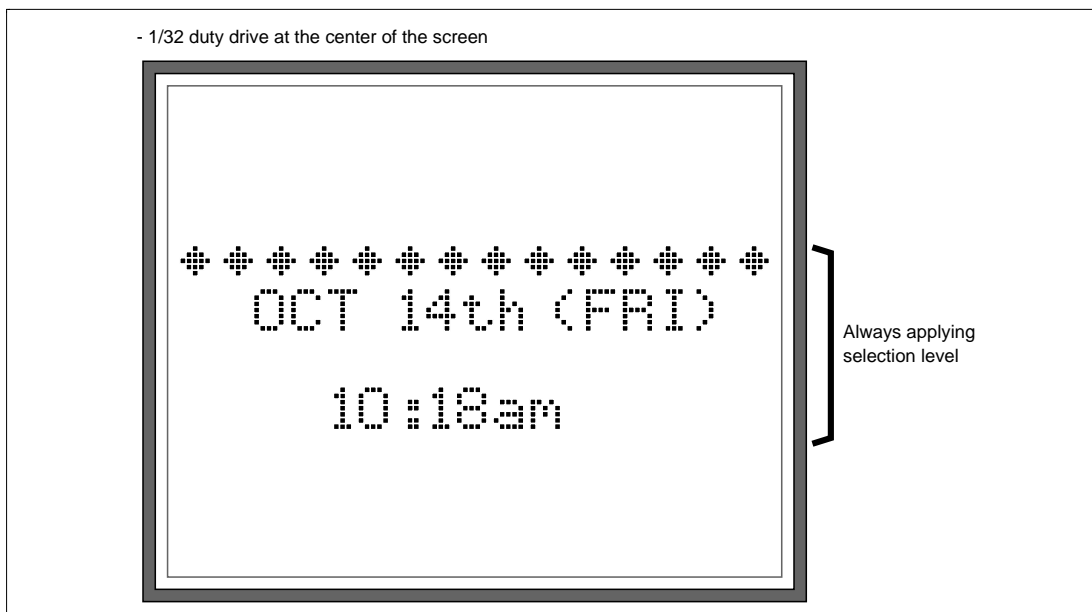 - 1/32 duty drive at the center of the screen
OCT 14th (FRI)
10:18am
Always applying
selection level